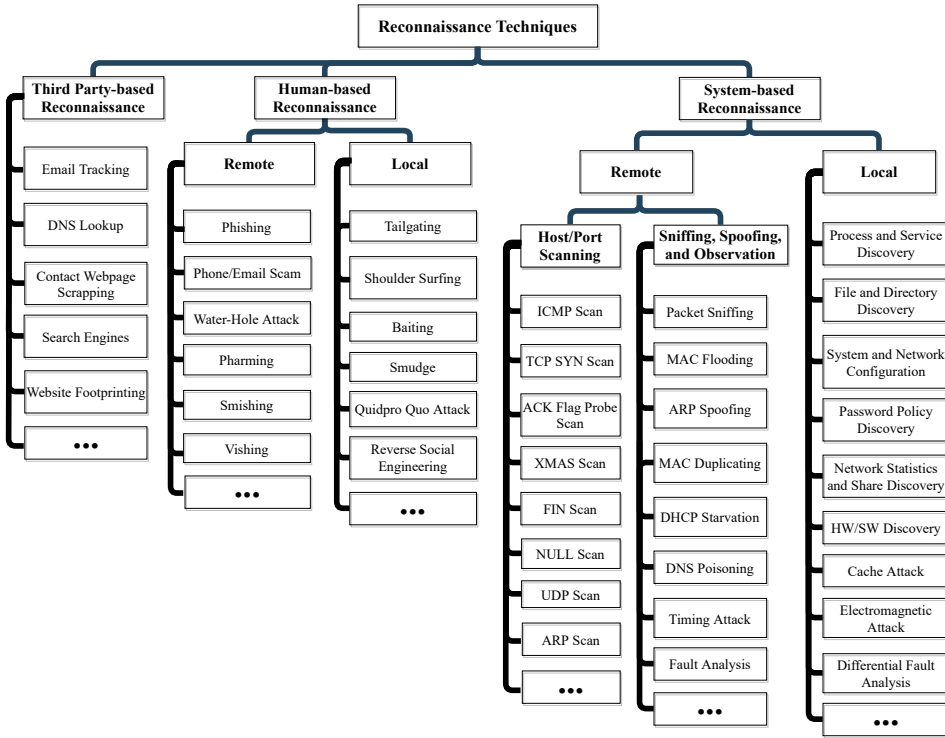 Reconnaissance Techniques
Third Party-based
Reconnaissance
Email Tracking
DNS Lookup
Contact Webpage
Scrapping
Search Engines
Website Footprinting
•••
Human-based
Reconnaissance
Remote
Phishing
Phone/Email Scam
Water-Hole Attack
Pharming
Smishing
Vishing
•••
Local
Tailgating
Shoulder Surfing
Baiting
Smudge
Quidpro Quo Attack
Reverse Social
Engineering
•••
System-based
Reconnaissance
Remote
Host/Port
Scanning
ICMP Scan
TCP SYN Scan
ACK Flag Probe
Scan
XMAS Scan
FIN Scan
NULL Scan
UDP Scan
ARP Scan
•••
Sniffing, Spoofing,
and Observation
Packet Sniffing
MAC Flooding
ARP Spoofing
MAC Duplicating
DHCP Starvation
DNS Poisoning
Timing Attack
Fault Analysis
•••
Local
Process and Service
Discovery
File and Directory
Discovery
System and Network
Configuration
Password Policy
Discovery
Network Statistics
and Share Discovery
HW/SW Discovery
Cache Attack
Electromagnetic
Attack
Differential Fault
Analysis
•••